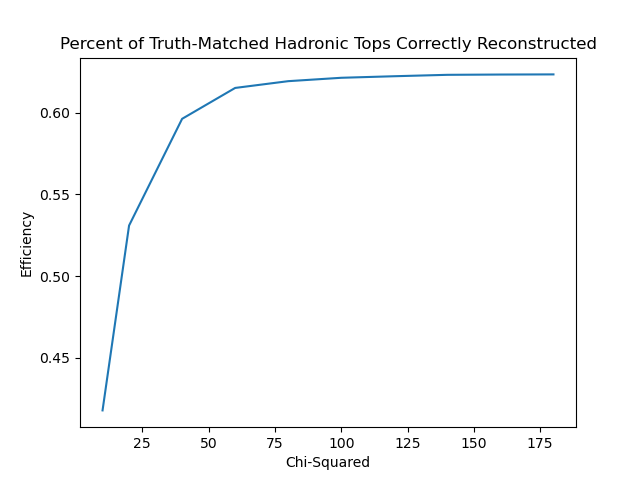 Percent of Truth-Matched Hadronic Tops Correctly Reconstructed
0.60
0.55
0.50
0.45
Efficiency
25 50 75 100 125 150 175
Chi-Squared